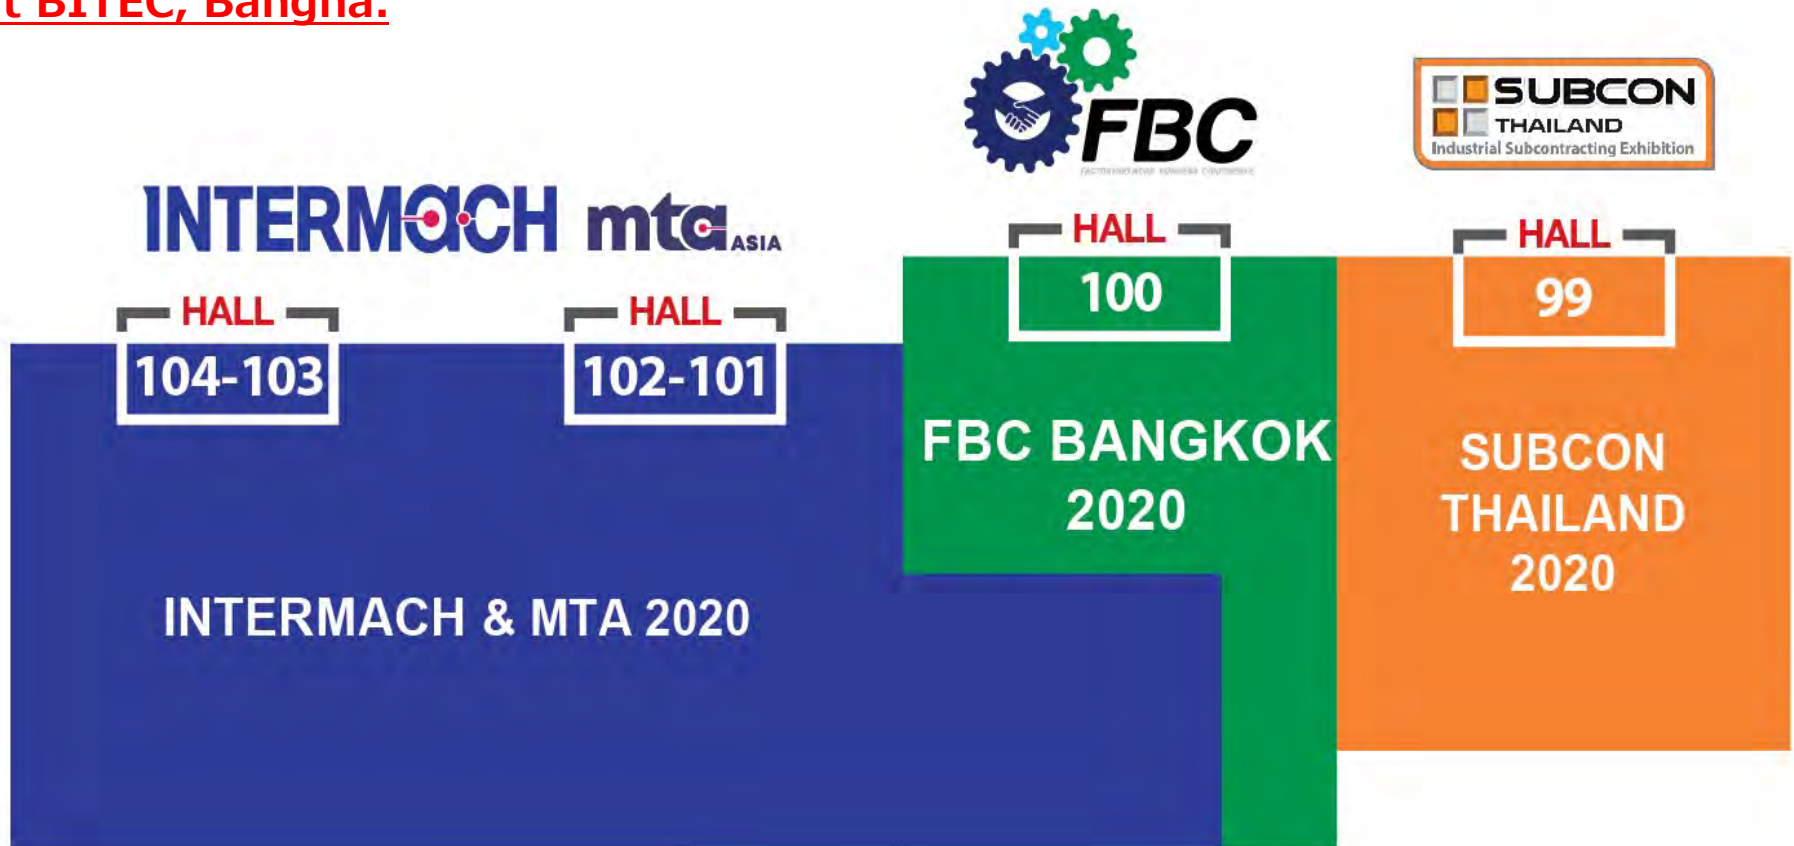 t BITEC, Bangna.
FBC
SUBCON
THAILAND
Industrial Subcontracting Exhibition
INTERMACH mta ASIA
HALL
100
HALL
99
HALL
104-103
HALL
102-101
FBC BANGKOK
2020
SUBCON
THAILAND
2020
INTERMACH & MTA 2020